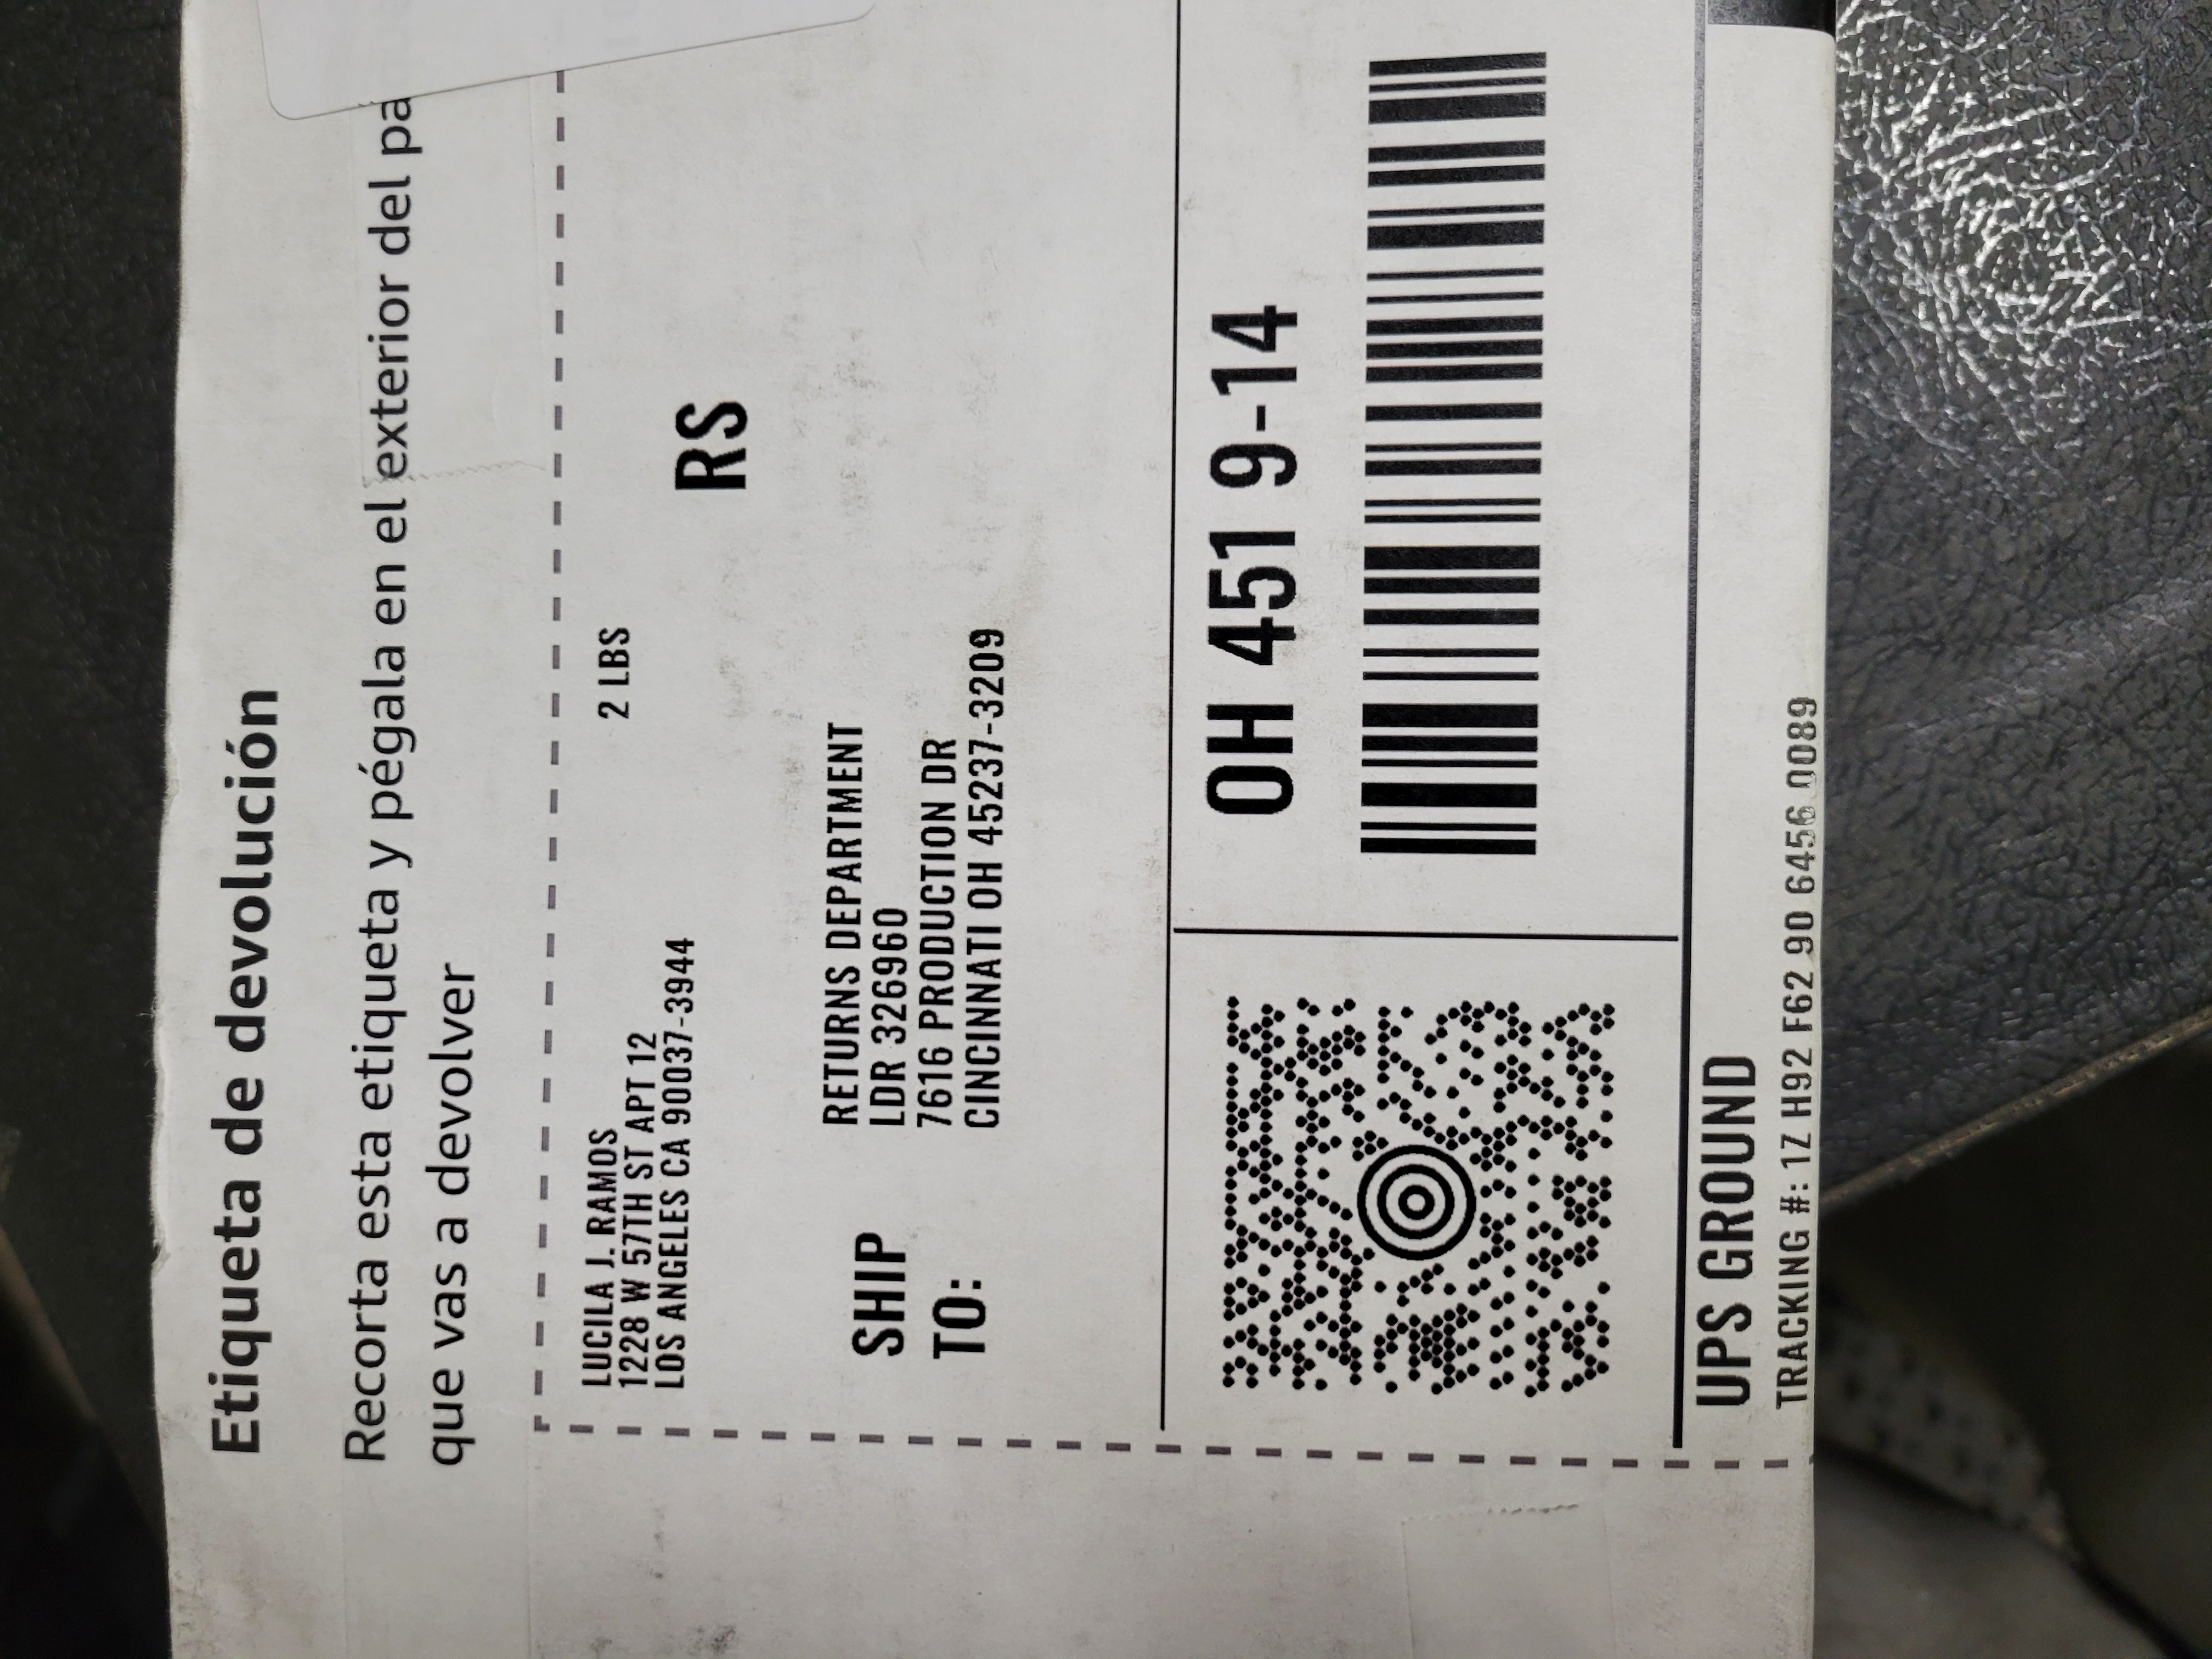 Etiqueta de devolución
Recorta esta etiqueta y pégala en el exterior del
que vas a devolver
LUCILA J. RAMOS
1228 W 57TH ST APT 12
LOS ANGELES CA 90037-3944
2 LBS
RS
SHIP
TO:
RETURNS DEPARTMENT
LDR 326960
7616 PRODUCTION DR
CINCINNATI OH 45237-3209
OH 451 9-14
UPS GROUND
TRACKING #: 1Z H92 F62 90 6456 0089